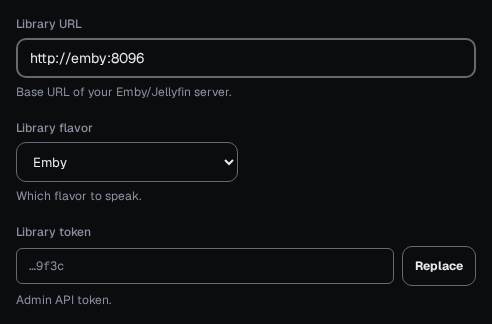 Library URL
http://emby:8096
Base URL of your Emby/Jellyfin server.
Library flavor
Emby
Which flavor to speak.
Library token
…9f3c
Replace
Admin API token.